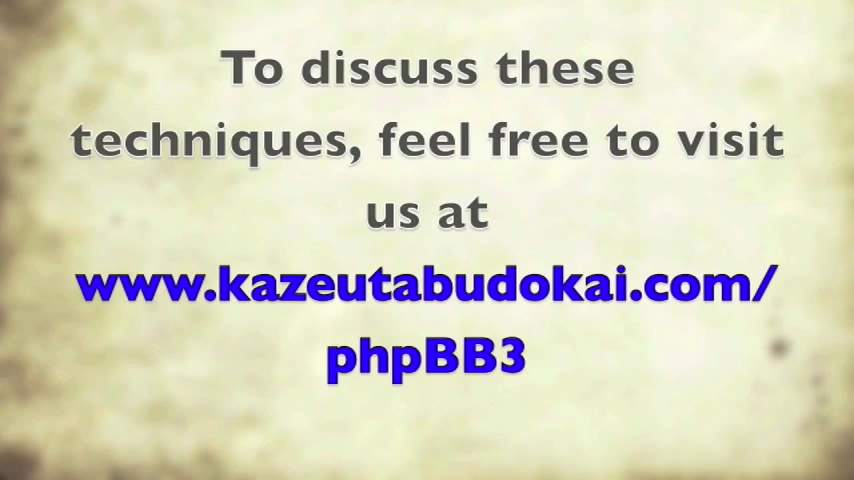 To discuss these
techniques, feel free to visit
us at
www.kazeutabudokai.com/
phpBB3